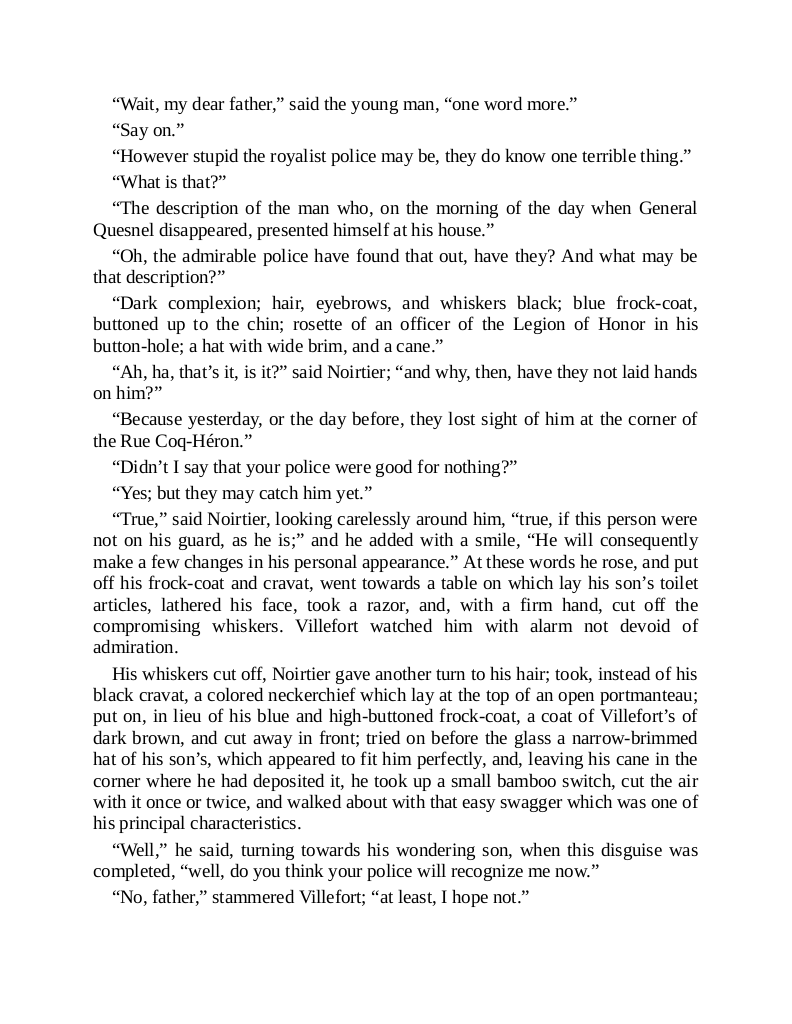 “Wait, my dear father,” said the young man, “one word more.”
“Say on.”
“However stupid the royalist police may be, they do know one terrible thing.”
“What is that?”
“The description of the man who, on the morning of the day when General
Quesnel disappeared, presented himself at his house.”
“Oh, the admirable police have found that out, have they? And what may be
that description?”
“Dark complexion; hair, eyebrows, and whiskers black; blue frock-coat,
buttoned up to the chin; rosette of an officer of the Legion of Honor in his
button-hole; a hat with wide brim, and a cane.”
“Ah, ha, that’s it, is it?” said Noirtier; “and why, then, have they not laid hands
on him?”
“Because yesterday, or the day before, they lost sight of him at the corner of
the Rue Coq-Héron.”
“Didn’t I say that your police were good for nothing?”
“Yes; but they may catch him yet.”
“True,” said Noirtier, looking carelessly around him, “true, if this person were
not on his guard, as he is;” and he added with a smile, “He will consequently
make a few changes in his personal appearance.” At these words he rose, and put
off his frock-coat and cravat, went towards a table on which lay his son’s toilet
articles, lathered his face, took a razor, and, with a firm hand, cut off the
compromising whiskers. Villefort watched him with alarm not devoid of
admiration.
His whiskers cut off, Noirtier gave another turn to his hair; took, instead of his
black cravat, a colored neckerchief which lay at the top of an open portmanteau;
put on, in lieu of his blue and high-buttoned frock-coat, a coat of Villefort’s of
dark brown, and cut away in front; tried on before the glass a narrow-brimmed
hat of his son’s, which appeared to fit him perfectly, and, leaving his cane in the
corner where he had deposited it, he took up a small bamboo switch, cut the air
with it once or twice, and walked about with that easy swagger which was one of
his principal characteristics.
“Well,” he said, turning towards his wondering son, when this disguise was
completed, “well, do you think your police will recognize me now.”
“No, father,” stammered Villefort; “at least, I hope not.”